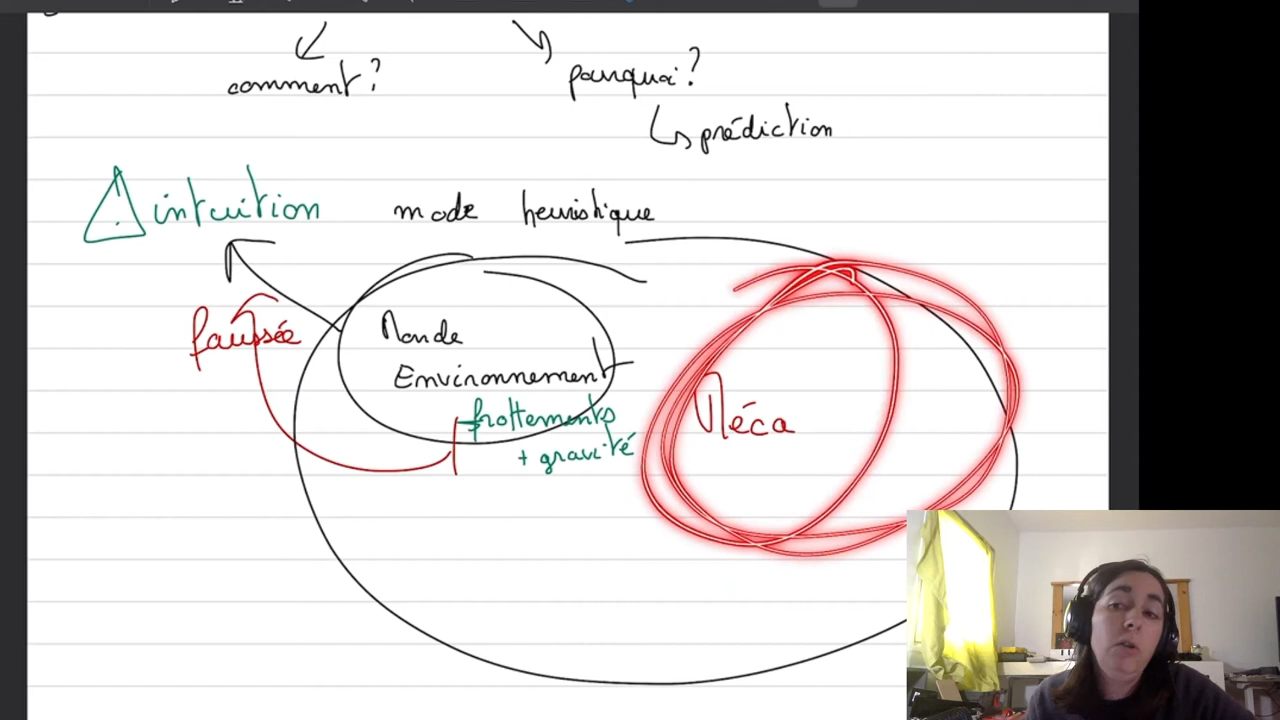 comment?
pourquoi?
↳ prédiction
⚠ intuition mode heuristique
faussée
Monde
Environnement
frottements
+ gravité
Méca